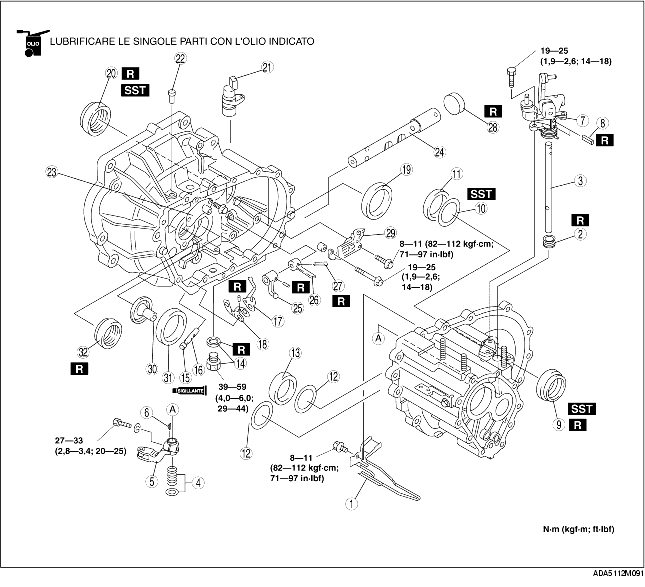 OLIO LUBRIFICARE LE SINGOLE PARTI CON L'OLIO INDICATO
19—25
(1,9—2,6; 14—18)
20 R
SST
22
21
7
8
R
R
28
24
23
19
11
SST
10
3
R
2
29
8—11 (82—112 kgf·cm;
71—97 in·lbf)
19—25
(1,9—2,6;
14—18)
R
R
27
R
26
25
17
18
A
32
R
30
31
15
16
R
14
13
12
SIGILLANTE
39—59
(4,0—6,0;
29—44)
SST
R
9
12
6
A
27—33
(2,8—3,4; 20—25)
5
4
8—11
(82—112 kgf·cm;
71—97 in·lbf)
1
N·m (kgf·m; ft·lbf)
ADA5112M091